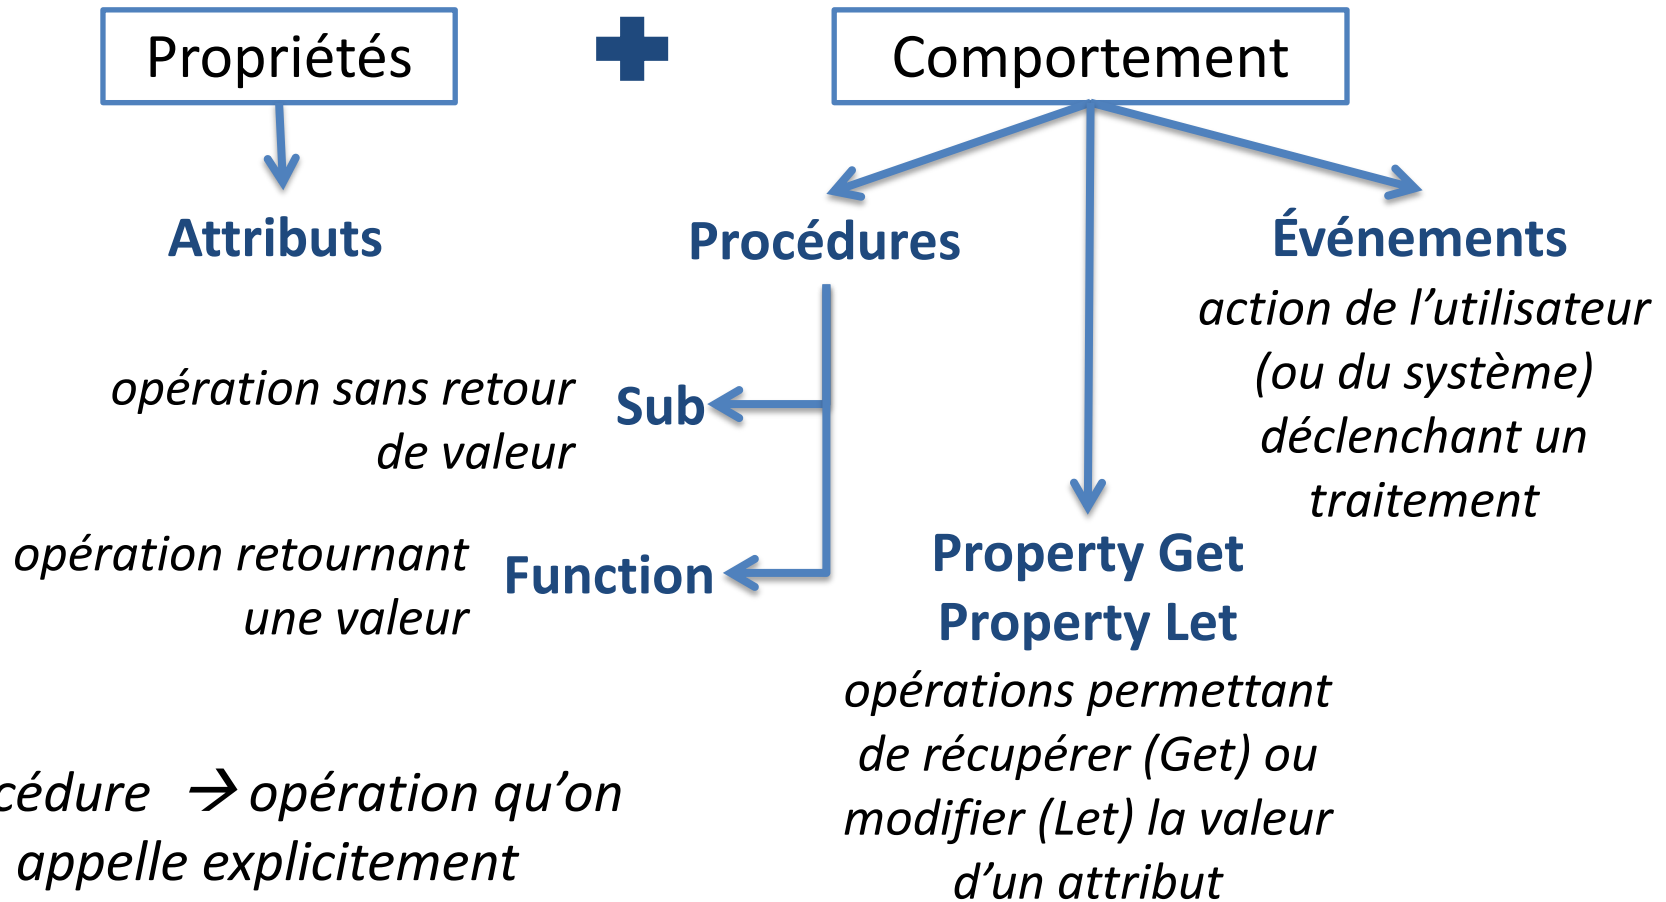 Propriétés
Comportement
Attributs
Procédures
Événements
action de l’utilisateur
(ou du système)
déclenchant un
traitement
opération sans retour
de valeur
Sub
opération retournant
une valeur
Function
Property Get
Property Let
opérations permettant
de récupérer (Get) ou
modifier (Let) la valeur
d’un attribut
cédure → opération qu’on
appelle explicitement